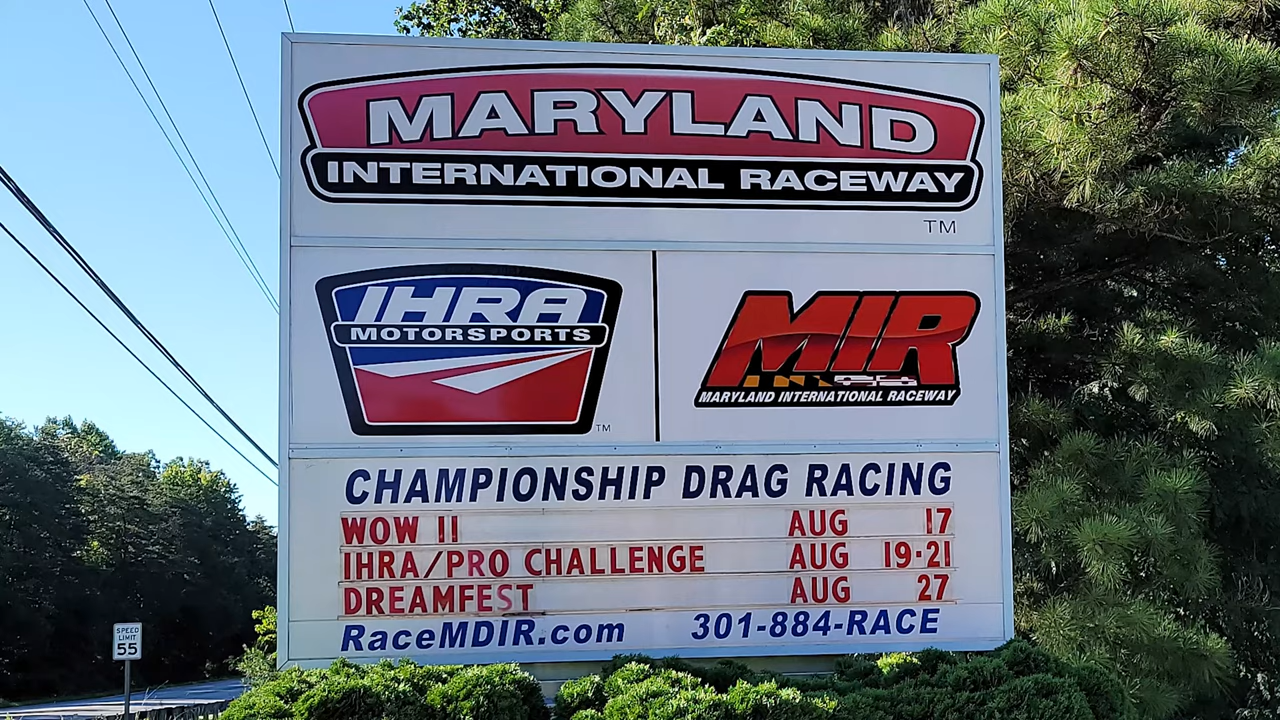 MARYLAND
INTERNATIONAL RACEWAY
TM
IHRA
MOTORSPORTS
TM
MIR
MARYLAND INTERNATIONAL RACEWAY
CHAMPIONSHIP DRAG RACING
WOW 11 AUG 17
IHRA/PRO CHALLENGE AUG 19-21
DREAMFEST AUG 27
RaceMDIR.com 301-884-RACE
SPEED
LIMIT
55